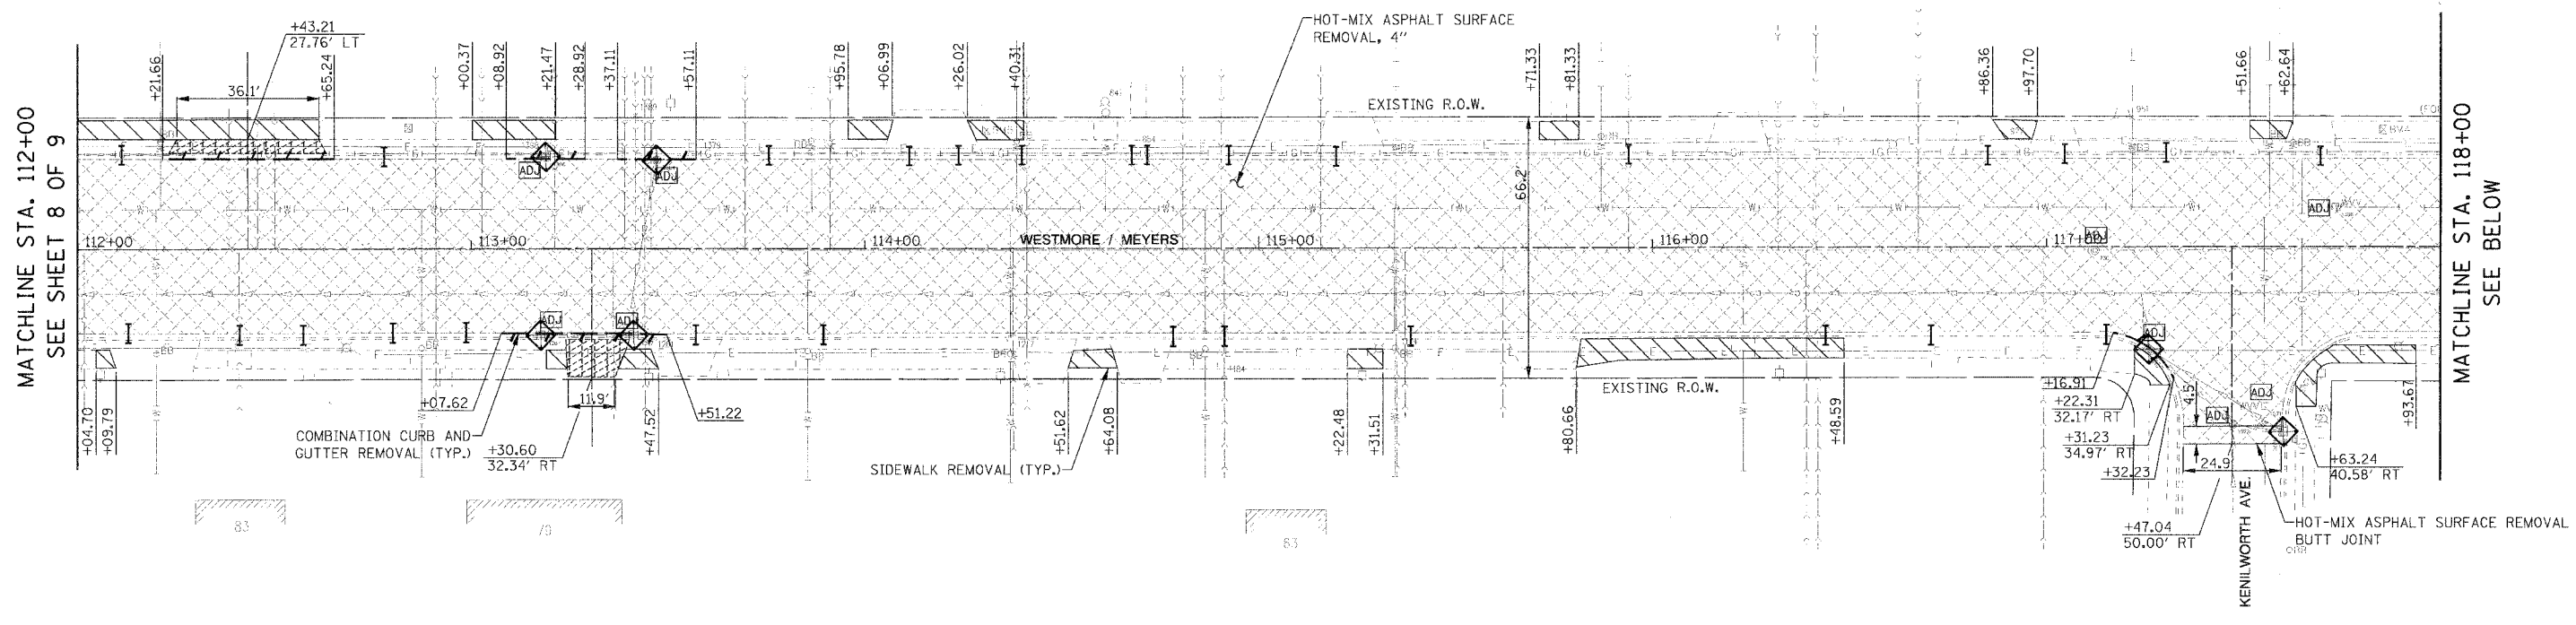 MATCHLINE STA. 112+00
SEE SHEET 8 OF 9
+43.21
27.76' LT
+21.66
36.1'
+65.24
+00.37
+08.92
+21.47
+28.92
+37.11
+57.11
+95.78
+06.99
+26.02
+40.31
HOT-MIX ASPHALT SURFACE
REMOVAL, 4"
EXISTING R.O.W.
+71.33
+81.33
+86.36
+97.70
+51.66
+62.64
MATCHLINE STA. 118+00
SEE BELOW
ADJ
ADJ
66.2'
ADJ
ADJ
112+00
113+00
114+00
WESTMORE / MEYERS
115+00
116+00
117+00
ADJ
ADJ
ADJ
EXISTING R.O.W.
+04.70
+09.79
+07.62
11.9'
+47.52
+51.22
COMBINATION CURB AND
GUTTER REMOVAL (TYP.)
+30.60
32.34' RT
SIDEWALK REMOVAL (TYP.)
+51.62
+64.08
+22.48
+31.51
+80.66
+48.59
+16.91
+22.31
32.17' RT
+31.23
34.97' RT
+32.23
4.5
ADJ
ADJ
24.9
+93.67
+63.24
40.58' RT
+47.04
50.00' RT
KENILWORTH AVE.
HOT-MIX ASPHALT SURFACE REMOVAL
BUTT JOINT
83
83